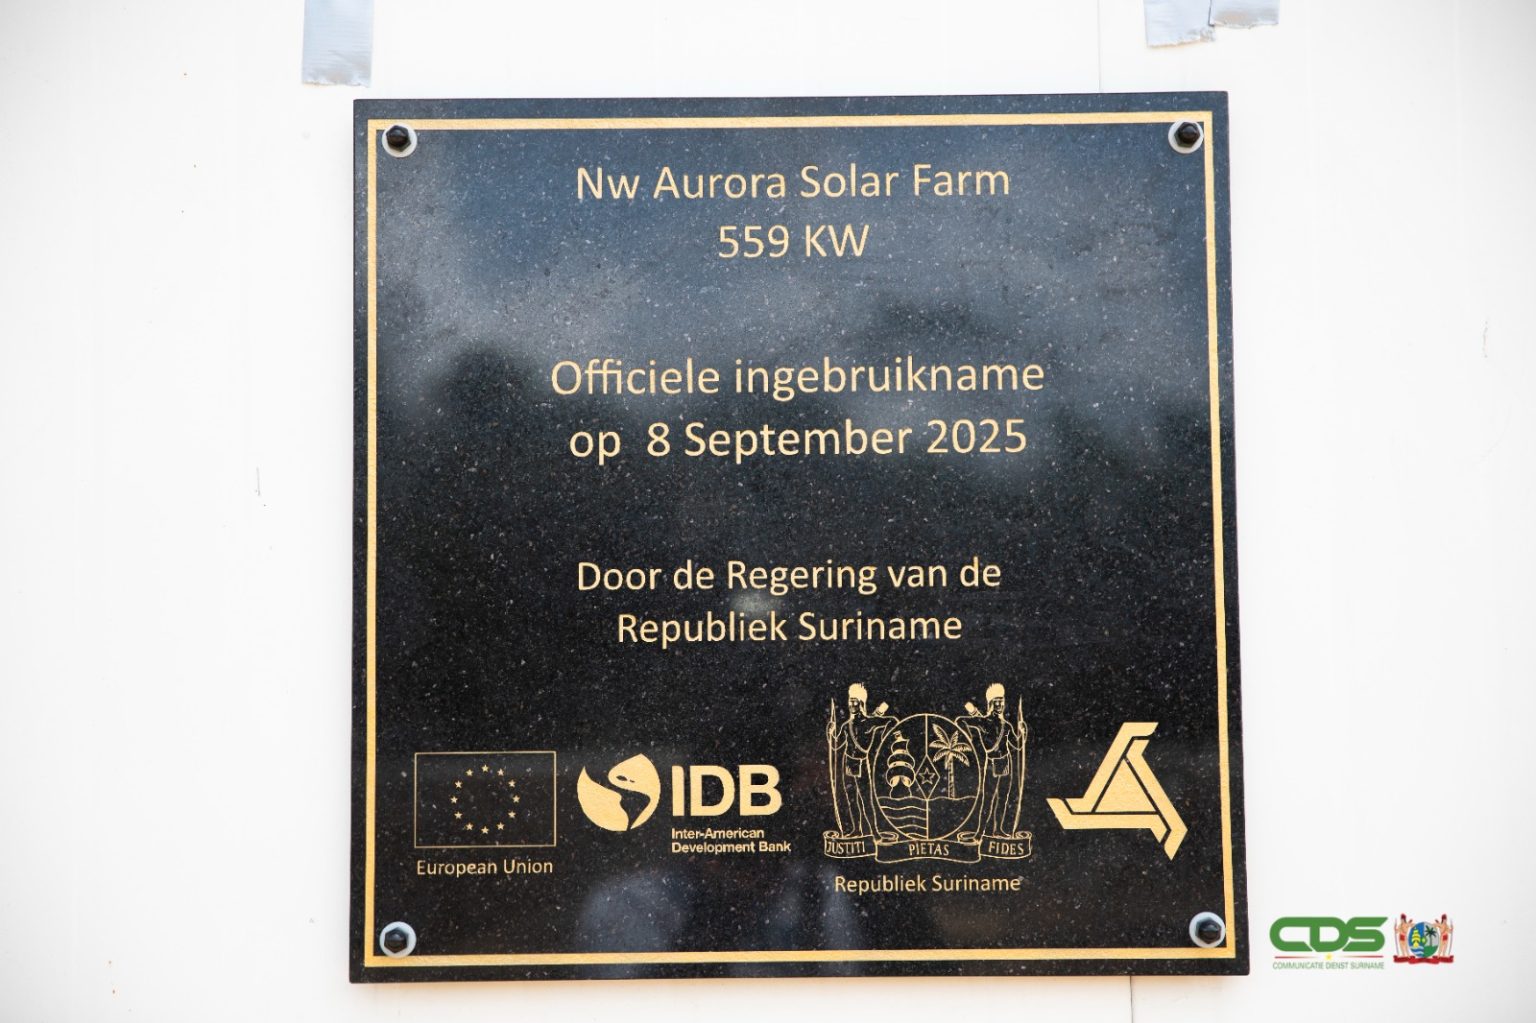 Nw Aurora Solar Farm
559 KW
Officiele ingebruikname
op 8 September 2025
Door de Regering van de
Republiek Suriname
European Union
IDB
Inter-American
Development Bank
JUSTITI PIETAS FIDES
Republiek Suriname
CDS
COMMUNICATIE DIENST SURINAME